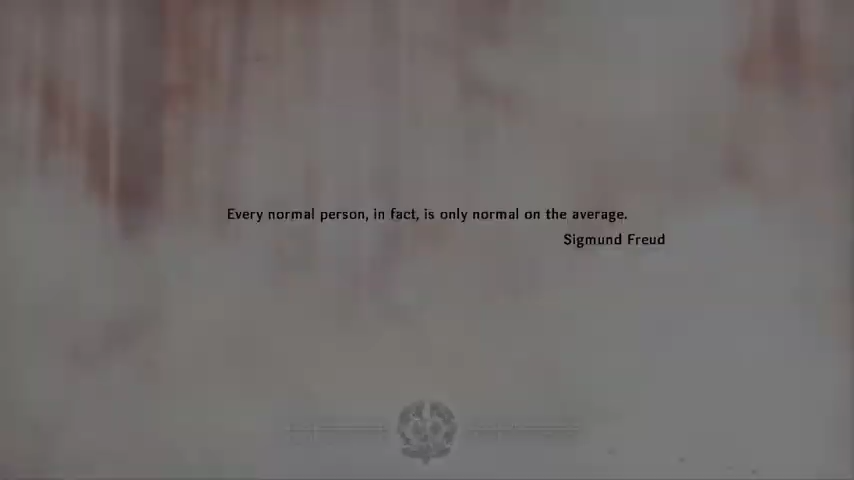 Every normal person, in fact, is only normal on the average.
Sigmund Freud